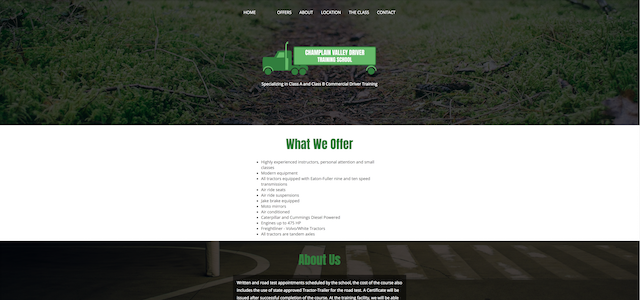 HOME OFFERS ABOUT LOCATION THE CLASS CONTACT
CHAMPLAIN VALLEY DRIVER
TRAINING SCHOOL
Specializing in Class A and Class B Commercial Driver Training
What We Offer
Highly experienced instructors, personal attention and small
classes
Modern equipment
All tractors equipped with Eaton-Fuller nine and ten-speed
transmissions
Air ride seats
Air ride suspensions
Jake brake equipped
Moto mirrors
Air conditioned
Caterpillar and Cummings Diesel Powered
Engines up to 475 HP
Freightliner - Volvo/White Tractors
All tractors are tandem axles
About Us
Written and road test appointments scheduled by the school, the cost of the course also
includes the use of state approved Tractor-Trailer for the road test. A Certificate will be
issued after successful completion of the course. At the training facility, we will be able